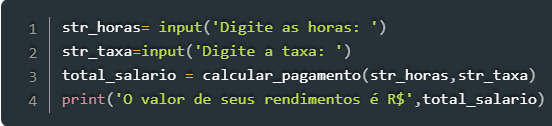 1 str_horas= input('Digite as horas: ')
2 str_taxa=input('Digite a taxa: ')
3 total_salario = calcular_pagamento(str_horas,str_taxa)
4 print('O valor de seus rendimentos é R$',total_salario)